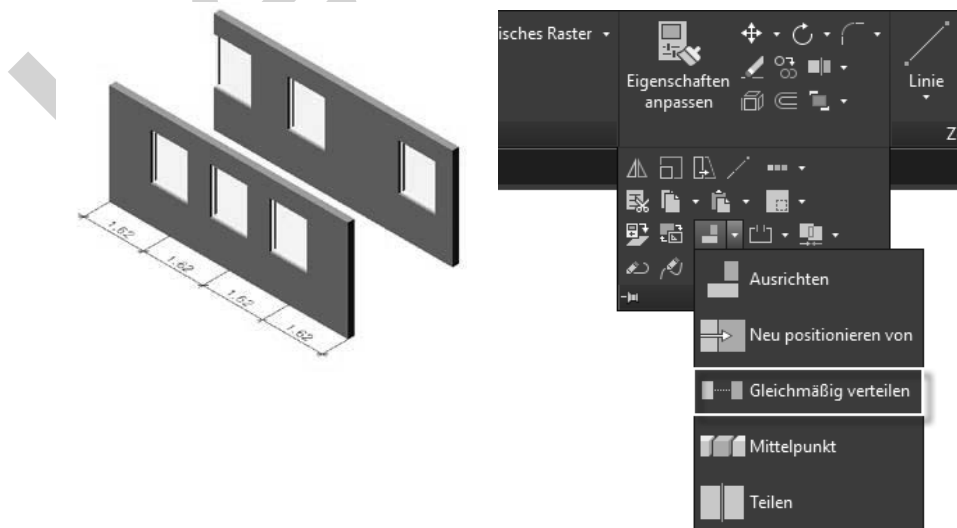 1.62
1.62
1.62
1.62
isches Raster
Eigenschaften
anpassen
Linie
Z
Ausrichten
Neu positionieren von
Gleichmäßig verteilen
Mittelpunkt
Teilen